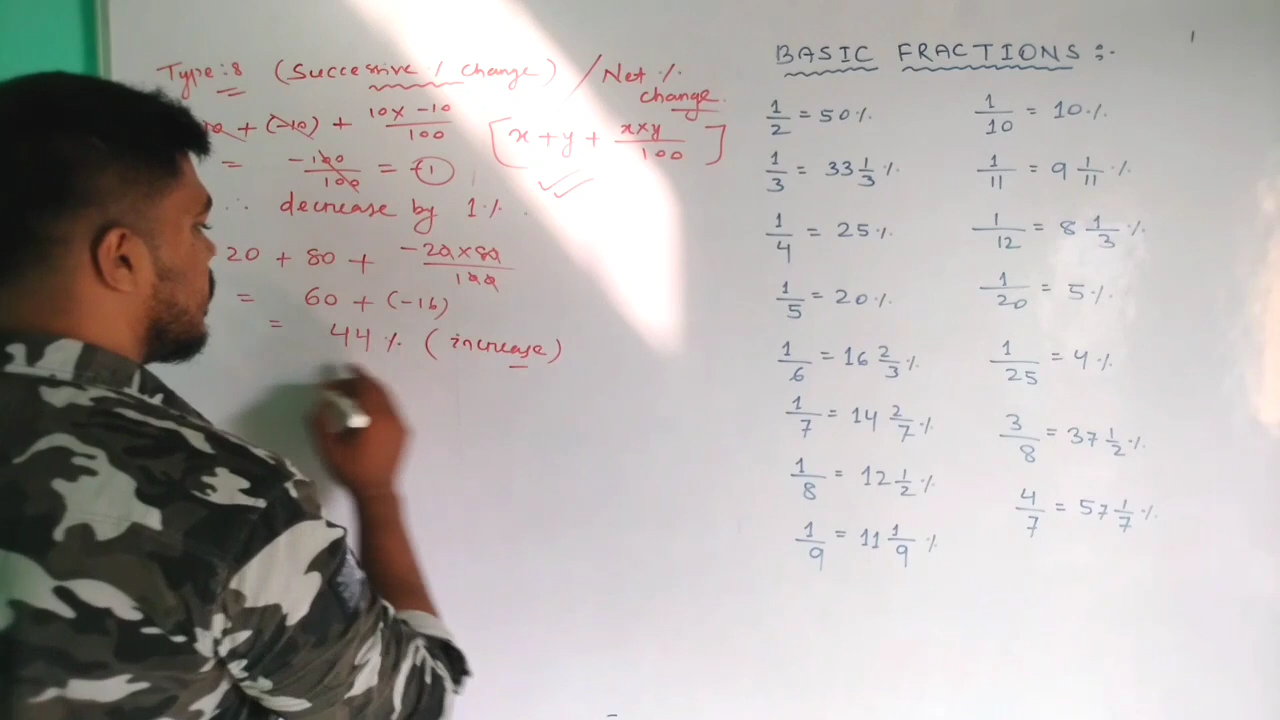 Type:8 (Successive % change) / Net % change.
+ (-10) + 10x -10/100 [x + y + x×y/100]
= -100/100 = -1
∴ decrease by 1%.
20 + 80 + -20×80/100
= 60 + (-16)
= 44% (increase)
BASIC FRACTIONS :-
1/2 = 50%
1/3 = 33 1/3 %
1/4 = 25%
1/5 = 20%
1/6 = 16 2/3 %
1/7 = 14 2/7 %
1/8 = 12 1/2 %
1/9 = 11 1/9 %
1/10 = 10%
1/11 = 9 1/11 %
1/12 = 8 1/3 %
1/20 = 5%
1/25 = 4%
3/8 = 37 1/2 %
4/7 = 57 1/7 %